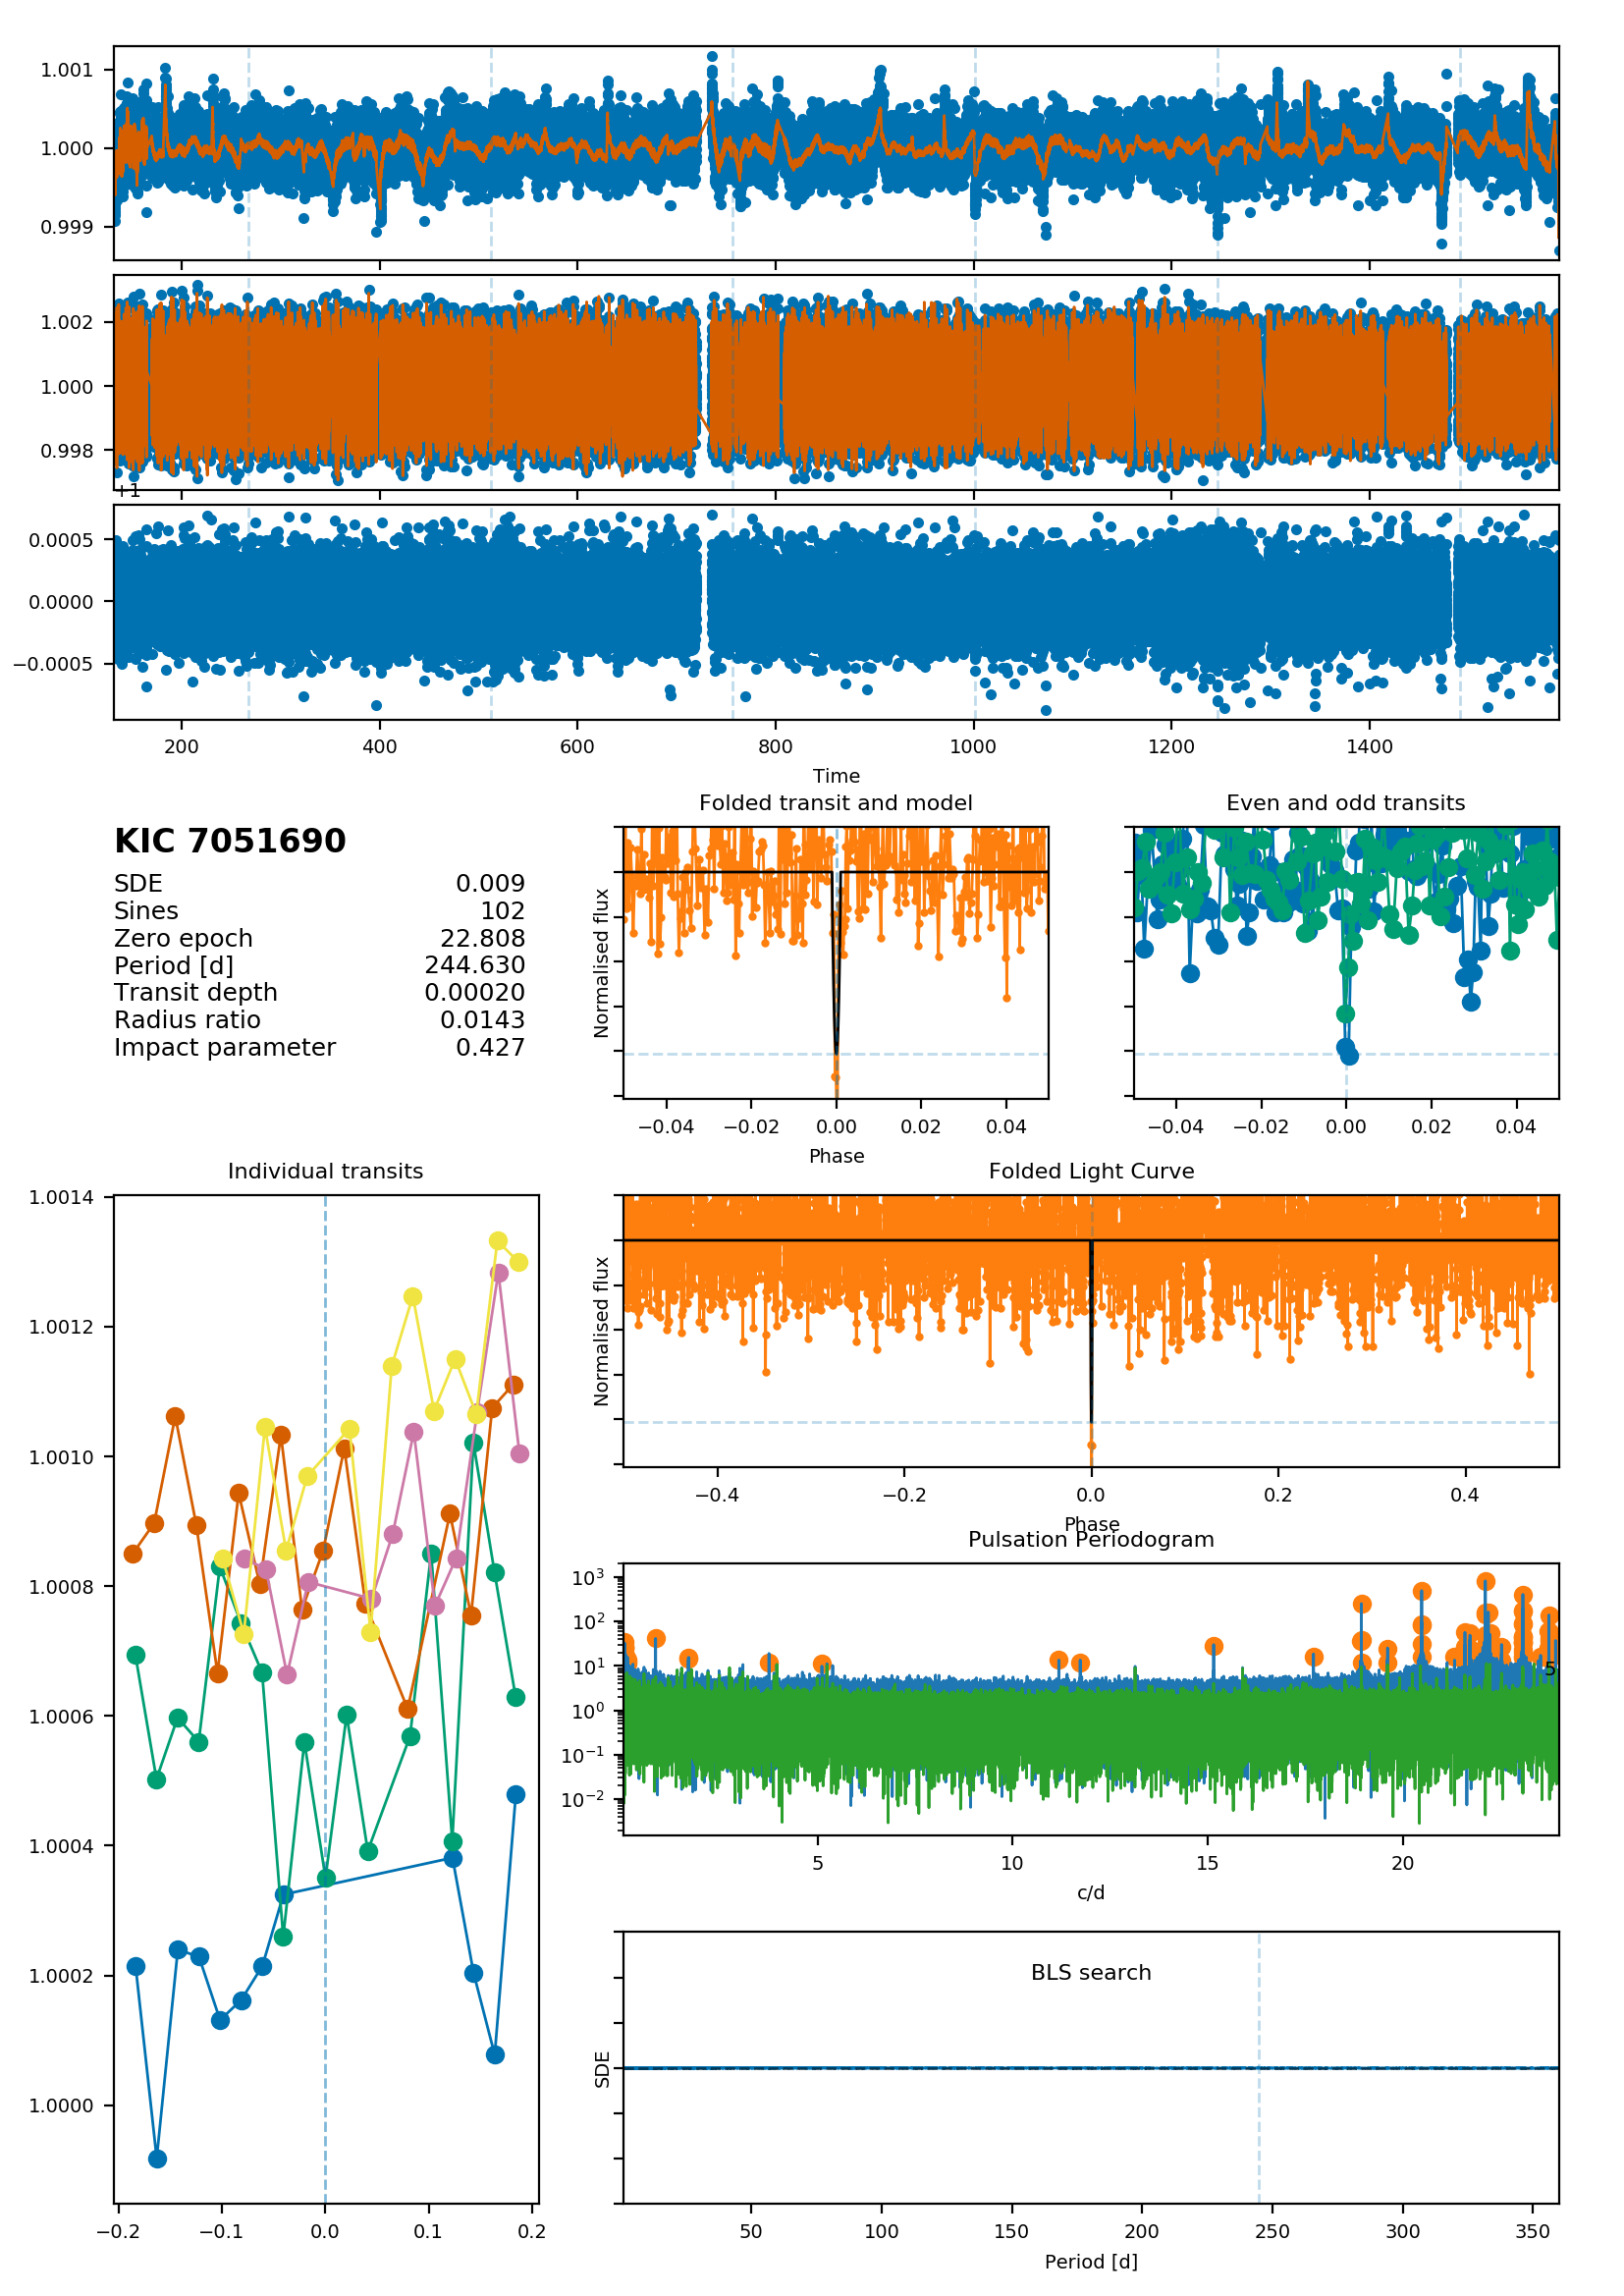 1.001
1.000
0.999
1.002
1.000
0.998
+1
0.0005
0.0000
−0.0005
200 400 600 800 1000 1200 1400
Time
KIC 7051690
SDE 0.009
Sines 102
Zero epoch 22.808
Period [d] 244.630
Transit depth 0.00020
Radius ratio 0.0143
Impact parameter 0.427
Folded transit and model
Normalised flux
−0.04 −0.02 0.00 0.02 0.04
Phase
Even and odd transits
−0.04 −0.02 0.00 0.02 0.04
Individual transits
1.0014
1.0012
1.0010
1.0008
1.0006
1.0004
1.0002
1.0000
−0.2 −0.1 0.0 0.1 0.2
Folded Light Curve
Normalised flux
−0.4 −0.2 0.0 0.2 0.4
Phase
Pulsation Periodogram
10³
10²
10¹
10⁰
10⁻¹
10⁻²
5
5 10 15 20
c/d
BLS search
SDE
50 100 150 200 250 300 350
Period [d]